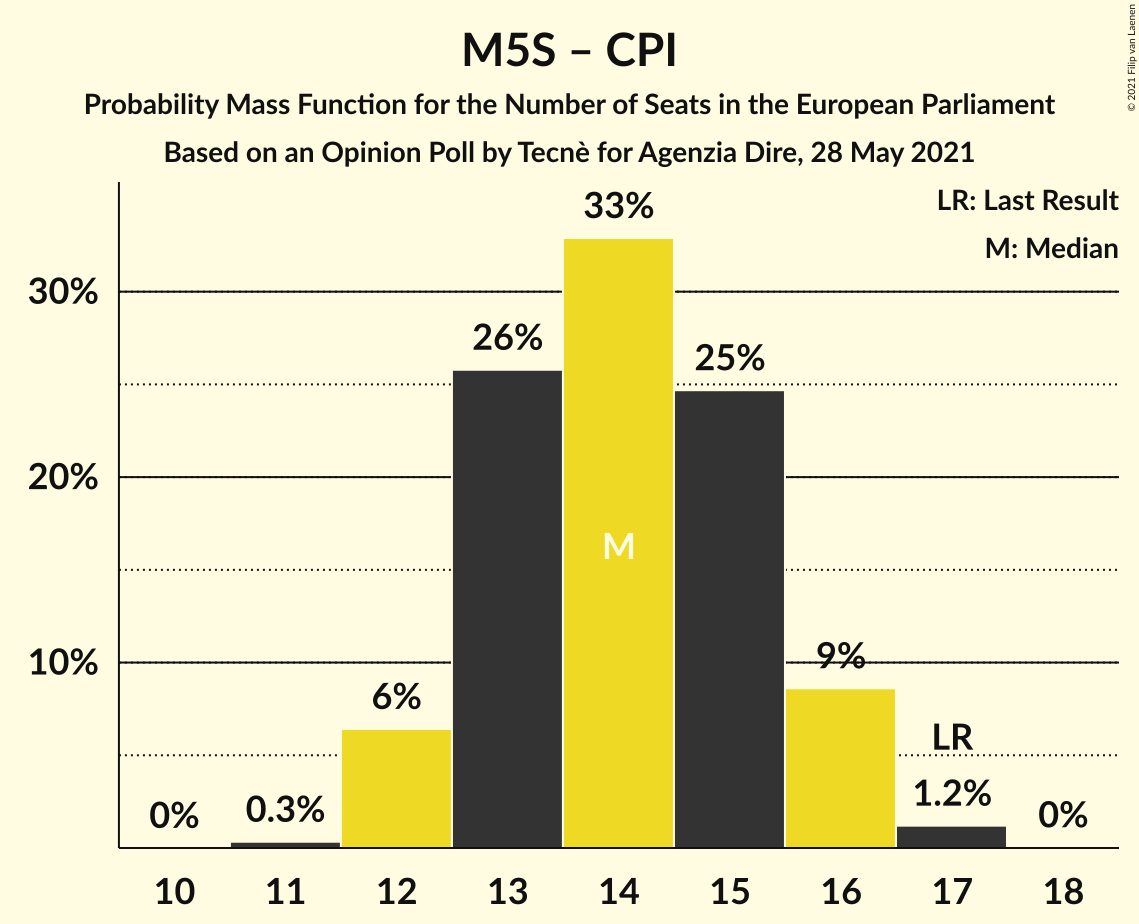 M5S – CPI
Probability Mass Function for the Number of Seats in the European Parliament
Based on an Opinion Poll by Tecnè for Agenzia Dire, 28 May 2021
© 2021 Filip van Laenen
LR: Last Result
M: Median
30%
20%
10%
0%
0.3%
6%
26%
33%
M
25%
9%
LR
1.2%
0%
10 11 12 13 14 15 16 17 18